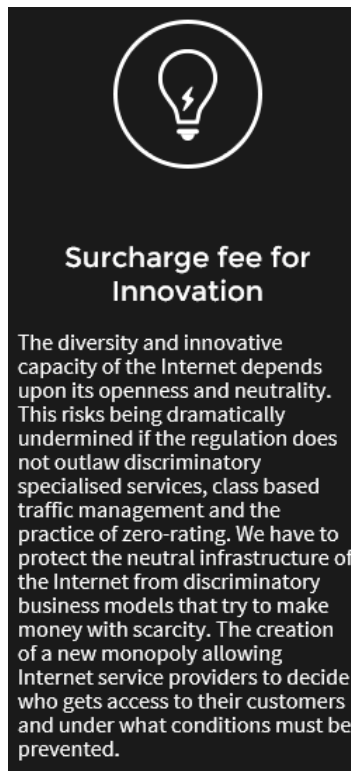 Surcharge fee for
Innovation
The diversity and innovative
capacity of the Internet depends
upon its openness and neutrality.
This risks being dramatically
undermined if the regulation does
not outlaw discriminatory
specialised services, class based
traffic management and the
practice of zero-rating. We have to
protect the neutral infrastructure of
the Internet from discriminatory
business models that try to make
money with scarcity. The creation
of a new monopoly allowing
Internet service providers to decide
who gets access to their customers
and under what conditions must be
prevented.